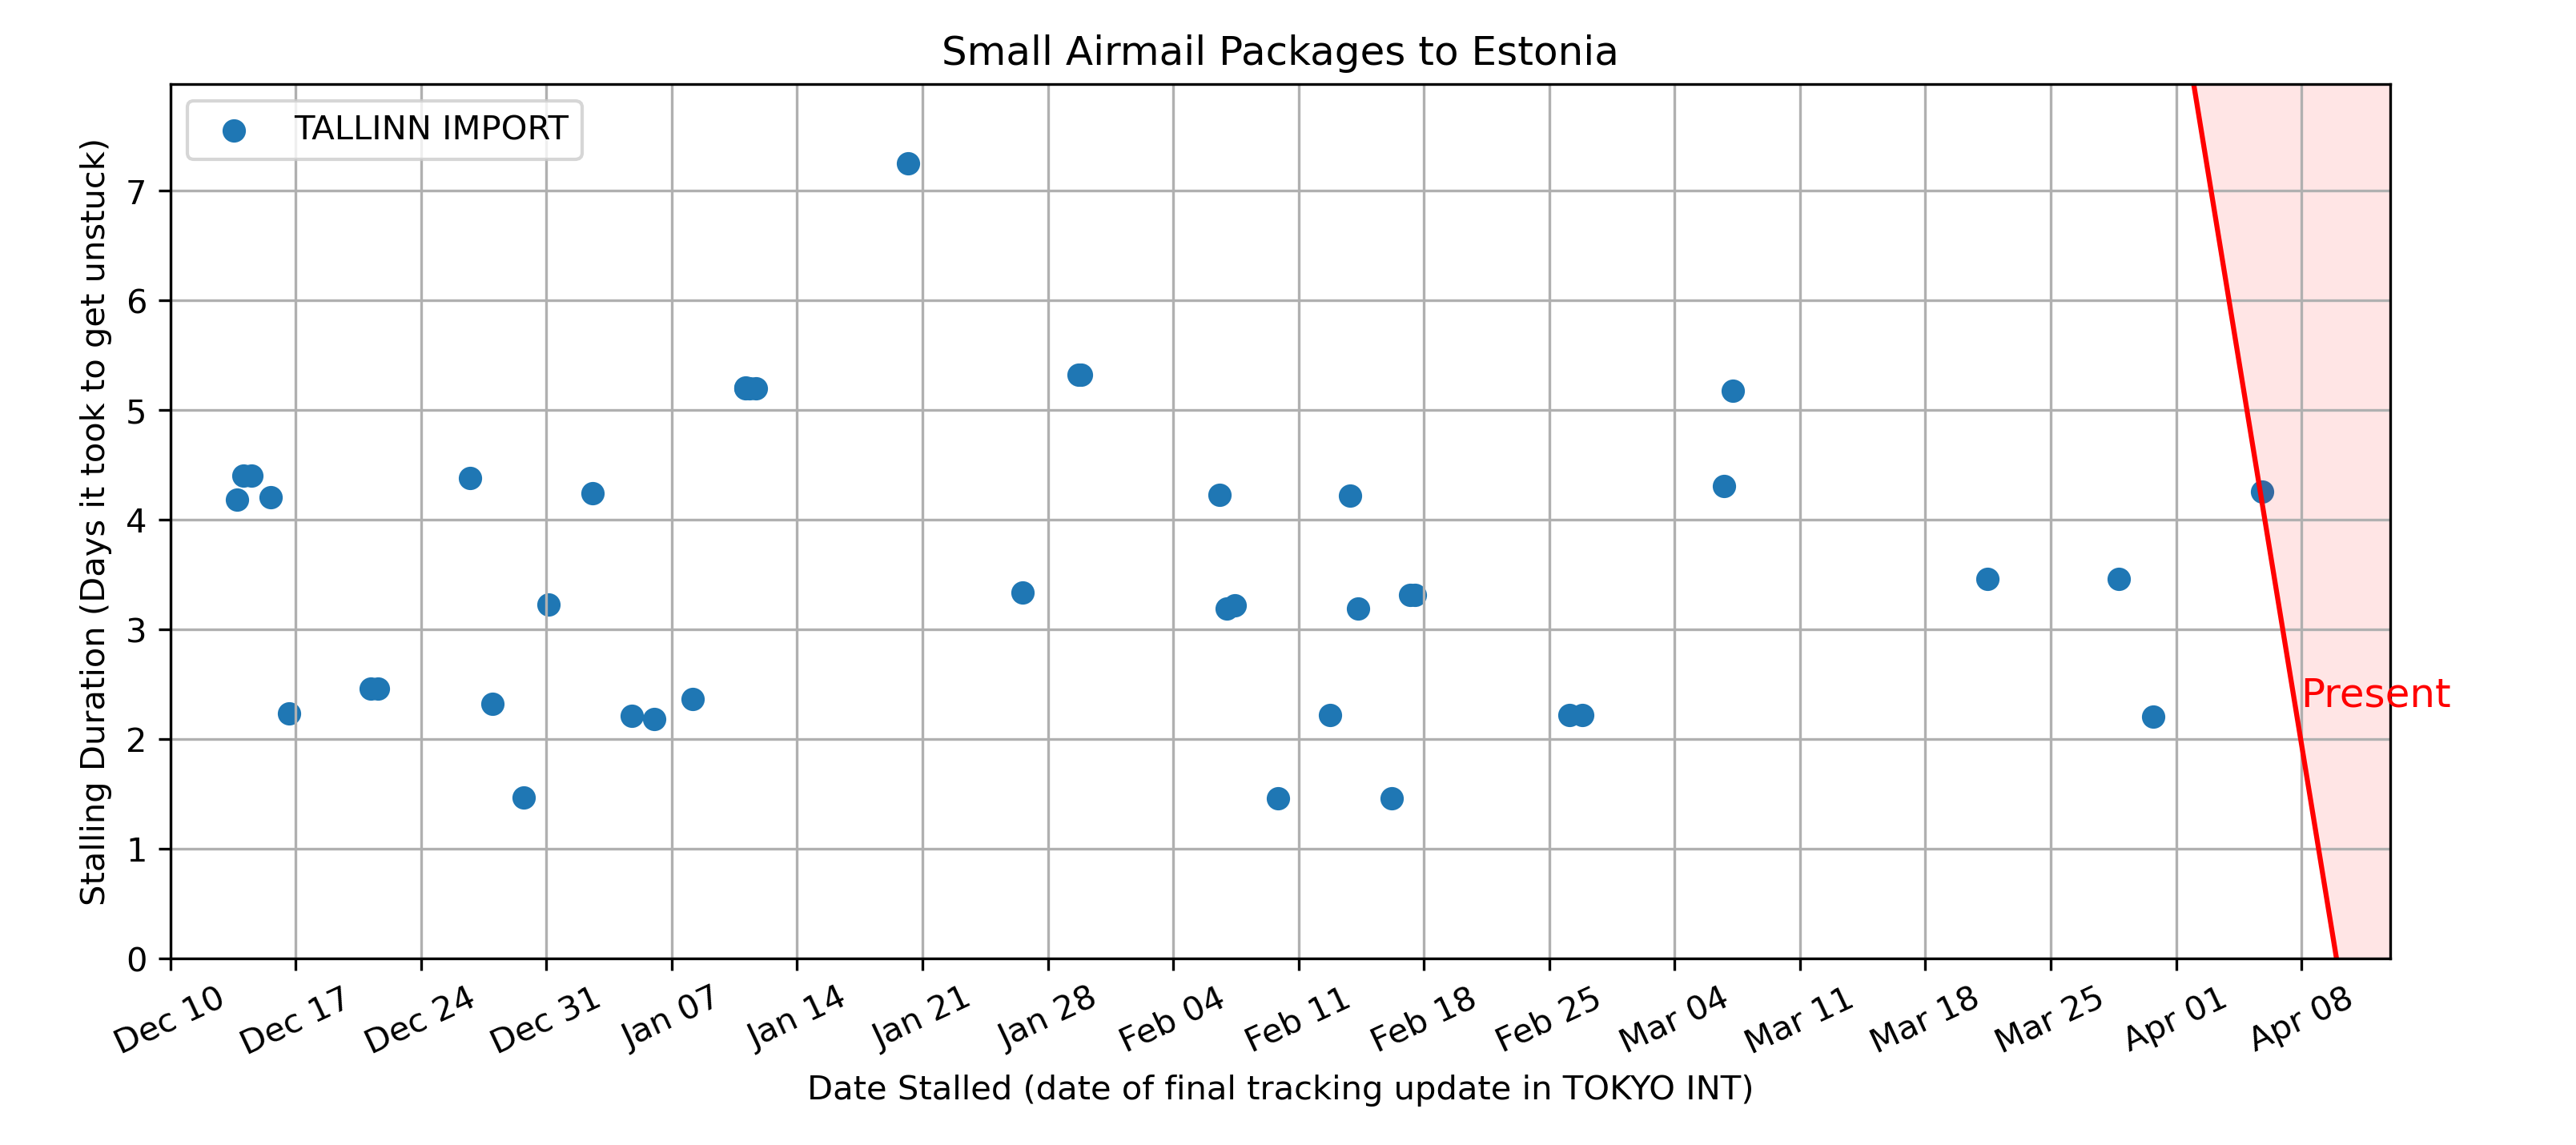 Small Airmail Packages to Estonia
TALLINN IMPORT
Stalling Duration (Days it took to get unstuck)
7
6
5
4
3
2
1
0
Present
Dec 10
Dec 17
Dec 24
Dec 31
Jan 07
Jan 14
Jan 21
Jan 28
Feb 04
Feb 11
Feb 18
Feb 25
Mar 04
Mar 11
Mar 18
Mar 25
Apr 01
Apr 08
Date Stalled (date of final tracking update in TOKYO INT)